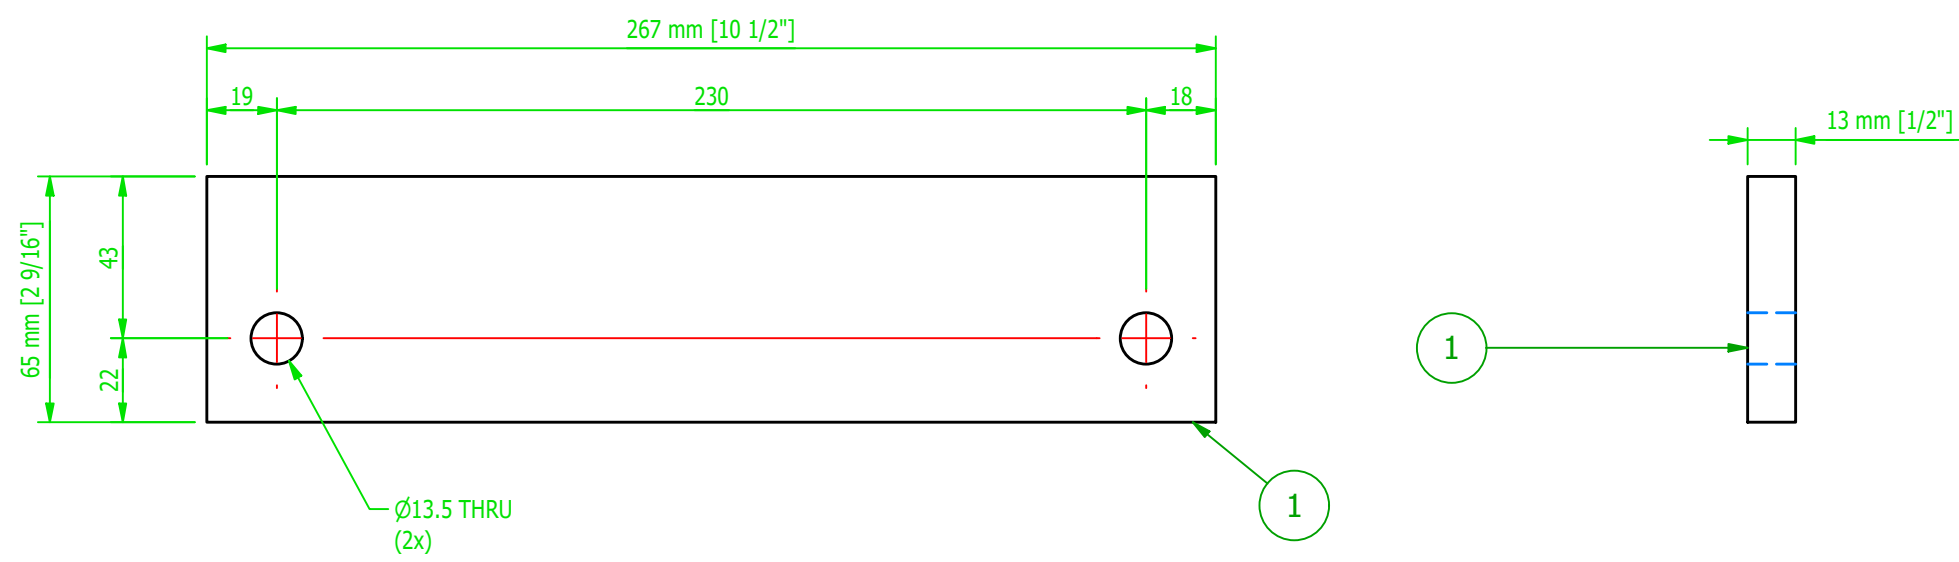 267 mm [10 1/2"]
19
230
18
13 mm [1/2"]
65 mm [2 9/16"]
43
22
1
1
Ø13.5 THRU
(2x)